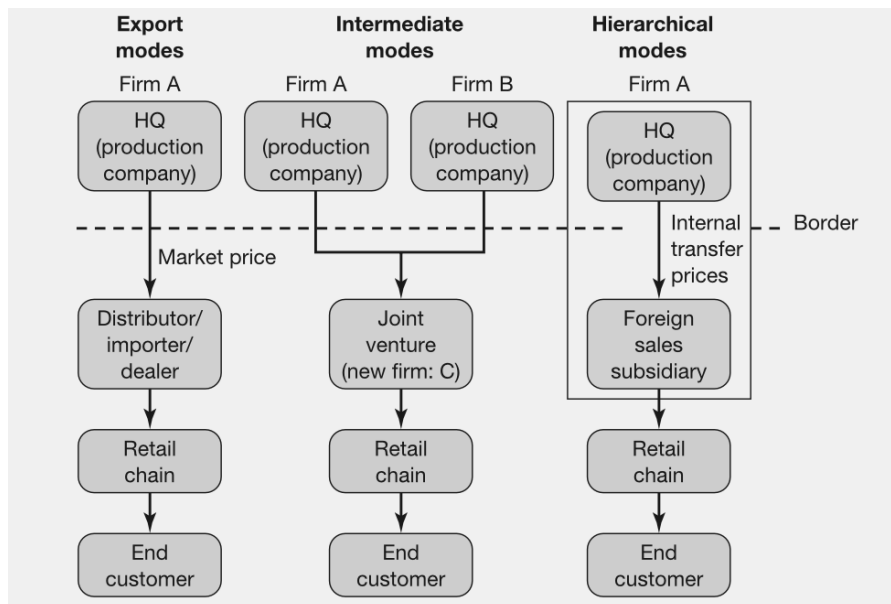 Export
modes
Intermediate
modes
Hierarchical
modes
Firm A
Firm A
Firm B
Firm A
HQ
(production
company)
HQ
(production
company)
HQ
(production
company)
HQ
(production
company)
Border
Market price
Internal
transfer
prices
Distributor/
importer/
dealer
Joint
venture
(new firm: C)
Foreign
sales
subsidiary
Retail
chain
Retail
chain
Retail
chain
End
customer
End
customer
End
customer